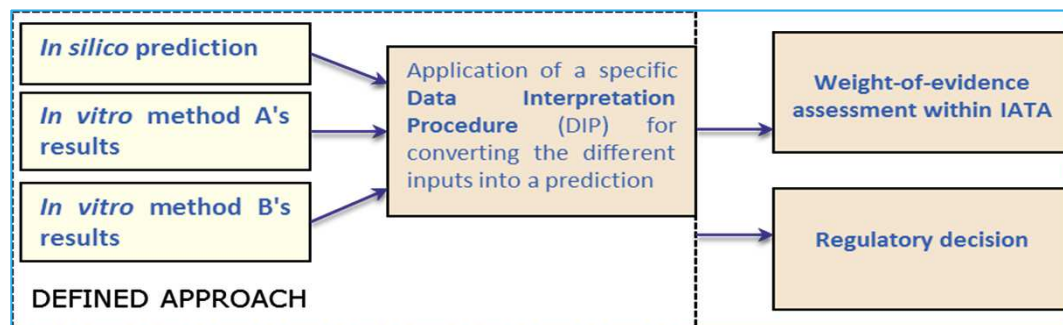 In silico prediction
In vitro method A's
results
In vitro method B's
results
DEFINED APPROACH
Application of a specific
Data Interpretation
Procedure (DIP) for
converting the different
inputs into a prediction
Weight-of-evidence
assessment within IATA
Regulatory decision